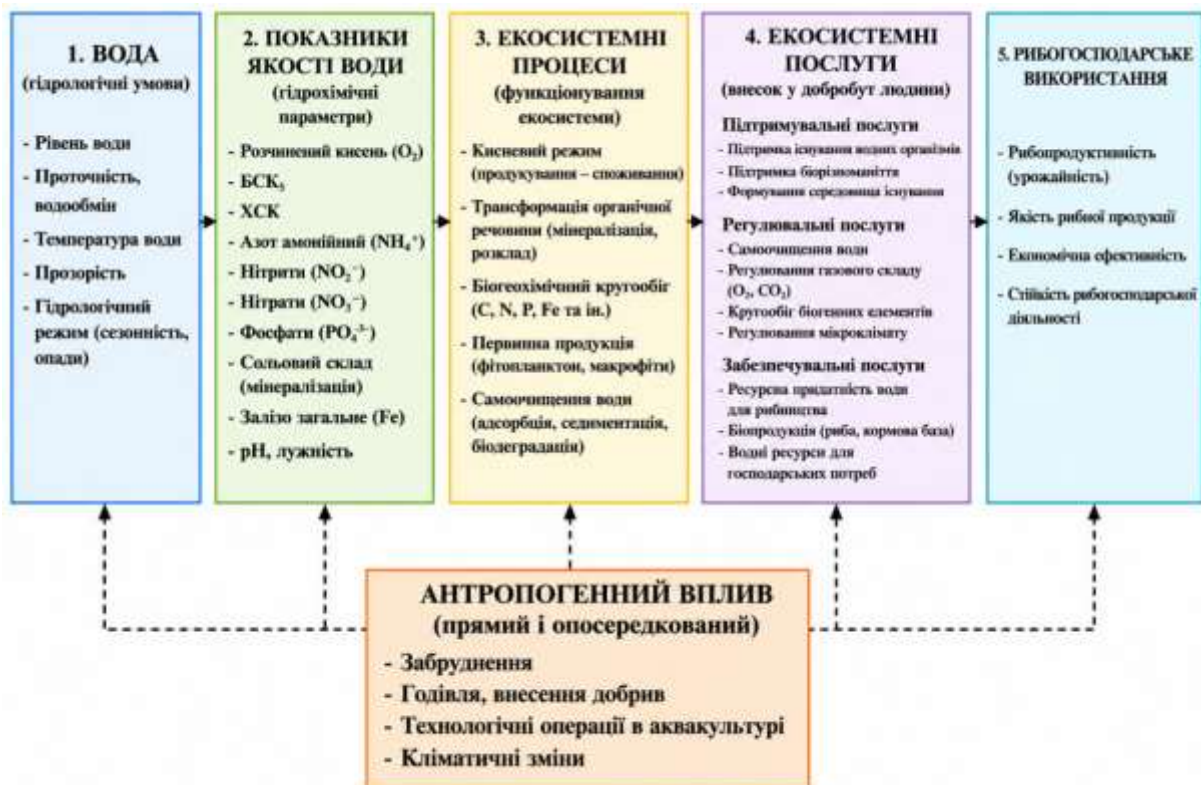 1. ВОДА
(гідрологічні умови)
- Рівень води
- Проточність,
водообмін
- Температура води
- Прозорість
- Гідрологічний
режим (сезонність,
опади)
2. ПОКАЗНИКИ
ЯКОСТІ ВОДИ
(гідрохімічні
параметри)
- Розчинений кисень (O₂)
- БСК₅
- ХСК
- Азот амонійний (NH₄⁺)
- Нітрити (NO₂⁻)
- Нітрати (NO₃⁻)
- Фосфати (PO₄³⁻)
- Сольовий склад
(мінералізація)
- Залізо загальне (Fe)
- pH, лужність
3. ЕКОСИСТЕМНІ
ПРОЦЕСИ
(функціонування
екосистеми)
- Кисневий режим
(продукування – споживання)
- Трансформація органічної
речовини (мінералізація,
розклад)
- Біогеохімічний кругообіг
(C, N, P, Fe та ін.)
- Первинна продукція
(фітопланктон, макрофіти)
- Самоочищення води
(адсорбція, седиментація,
біодеградація)
4. ЕКОСИСТЕМНІ
ПОСЛУГИ
(внесок у добробут людини)
Підтримувальні послуги
- Підтримка існування водних організмів
- Підтримка біорізноманіття
- Формування середовища існування
Регулювальні послуги
- Самоочищення води
- Регулювання газового складу
(O₂, CO₂)
- Кругообіг біогенних елементів
- Регулювання мікроклімату
Забезпечувальні послуги
- Ресурсна придатність води
для рибництва
- Біопродукція (риба, кормова база)
- Водні ресурси для
господарських потреб
5. РИБОГОСПОДАРСЬКЕ
ВИКОРИСТАННЯ
- Рибопродуктивність
(урожайність)
- Якість рибної продукції
- Економічна ефективність
- Стійкість рибогосподарської
діяльності
АНТРОПОГЕННИЙ ВПЛИВ
(прямий і опосередкований)
- Забруднення
- Годівля, внесення добрив
- Технологічні операції в аквакультурі
- Кліматичні зміни